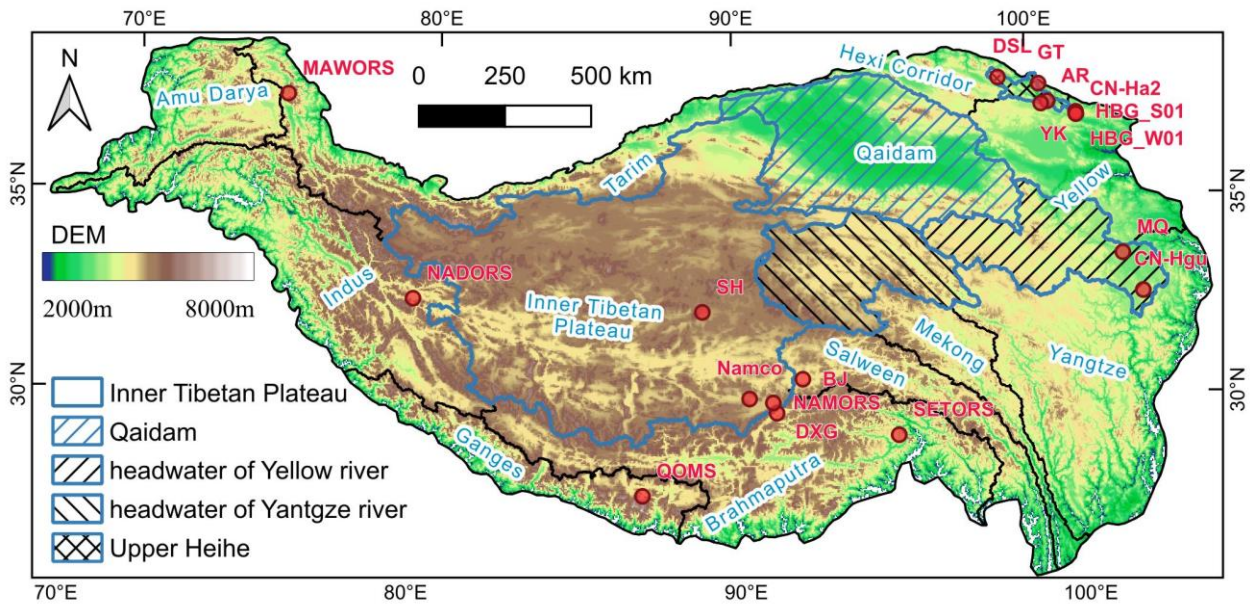 70°E
80°E
90°E
100°E
N
MAWORS
Amu Darya
0
250
500 km
DSL
GT
Hexi Corridor
AR
CN-Ha2
HBG_S01
YK
HBG_W01
Qaidam
Tarim
Yellow
35°N
35°N
DEM
2000m
8000m
MQ
CN-Hgu
NADORS
Indus
SH
Inner Tibetan
Plateau
Mekong
Salween
Yangtze
Namco
BJ
30°N
30°N
NAMORS
SETORS
DXG
Ganges
QOMS
Brahmaputra
Inner Tibetan Plateau
Qaidam
headwater of Yellow river
headwater of Yantgze river
Upper Heihe
70°E
80°E
90°E
100°E